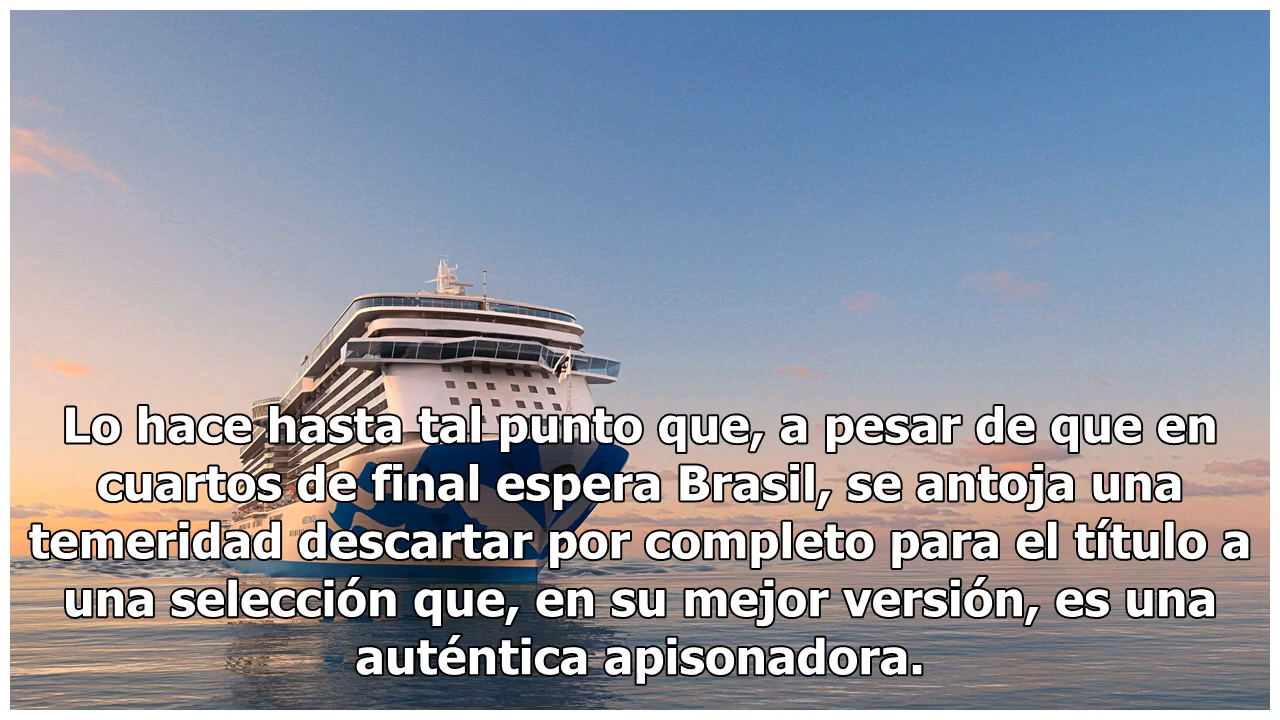 Lo hace hasta tal punto que, a pesar de que en
cuartos de final espera Brasil, se antoja una
temeridad descartar por completo para el título a
una selección que, en su mejor versión, es una
auténtica apisonadora.